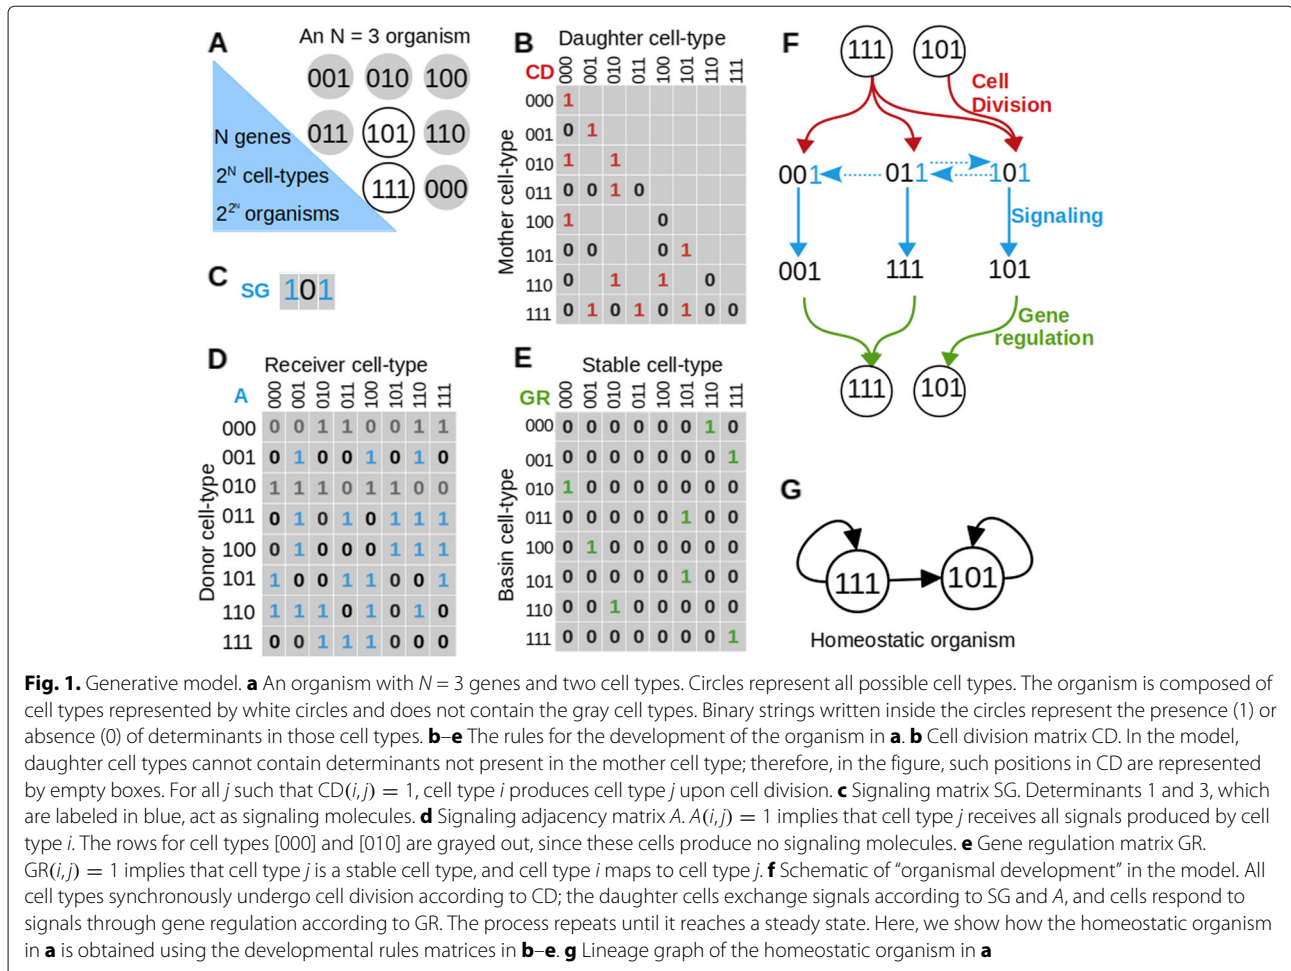 A
An N = 3 organism
001 010 100
011 101 110
111 000
N genes
2^N cell-types
2^2^N organisms
B
Daughter cell-type
CD 000 001 010 011 100 101 110 111
Mother cell-type
000 1
001 0 1
010 1 1
011 0 0 1 0
100 1 0
101 0 0 0 1
110 0 1 1 0
111 0 1 0 1 0 1 0 0
C
SG 101
D
Receiver cell-type
A 000 001 010 011 100 101 110 111
Donor cell-type
000 0 0 1 1 0 0 1 1
001 0 1 0 0 1 0 1 0
010 1 1 1 0 1 1 0 0
011 0 1 0 1 0 1 1 1
100 0 1 0 0 0 1 1 1
101 1 0 0 1 1 0 0 1
110 1 1 1 0 1 0 1 0
111 0 0 1 1 1 0 0 0
E
Stable cell-type
GR 000 001 010 011 100 101 110 111
Basin cell-type
000 0 0 0 0 0 0 1 0
001 0 0 0 0 0 0 0 1
010 1 0 0 0 0 0 0 0
011 0 0 0 0 0 1 0 0
100 0 1 0 0 0 0 0 0
101 0 0 0 0 0 1 0 0
110 0 0 1 0 0 0 0 0
111 0 0 0 0 0 0 0 1
F
111 101
Cell
Division
001 011 101
Signaling
001 111 101
Gene
regulation
111 101
G
111 101
Homeostatic organism
Fig. 1. Generative model. a An organism with N = 3 genes and two cell types. Circles represent all possible cell types. The organism is composed of
cell types represented by white circles and does not contain the gray cell types. Binary strings written inside the circles represent the presence (1) or
absence (0) of determinants in those cell types. b–e The rules for the development of the organism in a. b Cell division matrix CD. In the model,
daughter cell types cannot contain determinants not present in the mother cell type; therefore, in the figure, such positions in CD are represented
by empty boxes. For all j such that CD(i,j) = 1, cell type i produces cell type j upon cell division. c Signaling matrix SG. Determinants 1 and 3, which
are labeled in blue, act as signaling molecules. d Signaling adjacency matrix A. A(i,j) = 1 implies that cell type j receives all signals produced by cell
type i. The rows for cell types [000] and [010] are grayed out, since these cells produce no signaling molecules. e Gene regulation matrix GR.
GR(i,j) = 1 implies that cell type j is a stable cell type, and cell type i maps to cell type j. f Schematic of “organismal development” in the model. All
cell types synchronously undergo cell division according to CD; the daughter cells exchange signals according to SG and A, and cells respond to
signals through gene regulation according to GR. The process repeats until it reaches a steady state. Here, we show how the homeostatic organism
in a is obtained using the developmental rules matrices in b–e. g Lineage graph of the homeostatic organism in a